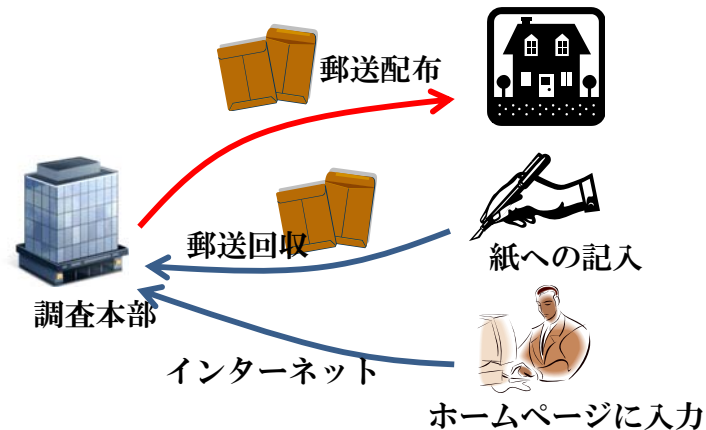 郵送配布
郵送回収
紙への記入
調査本部
インターネット
ホームページに入力